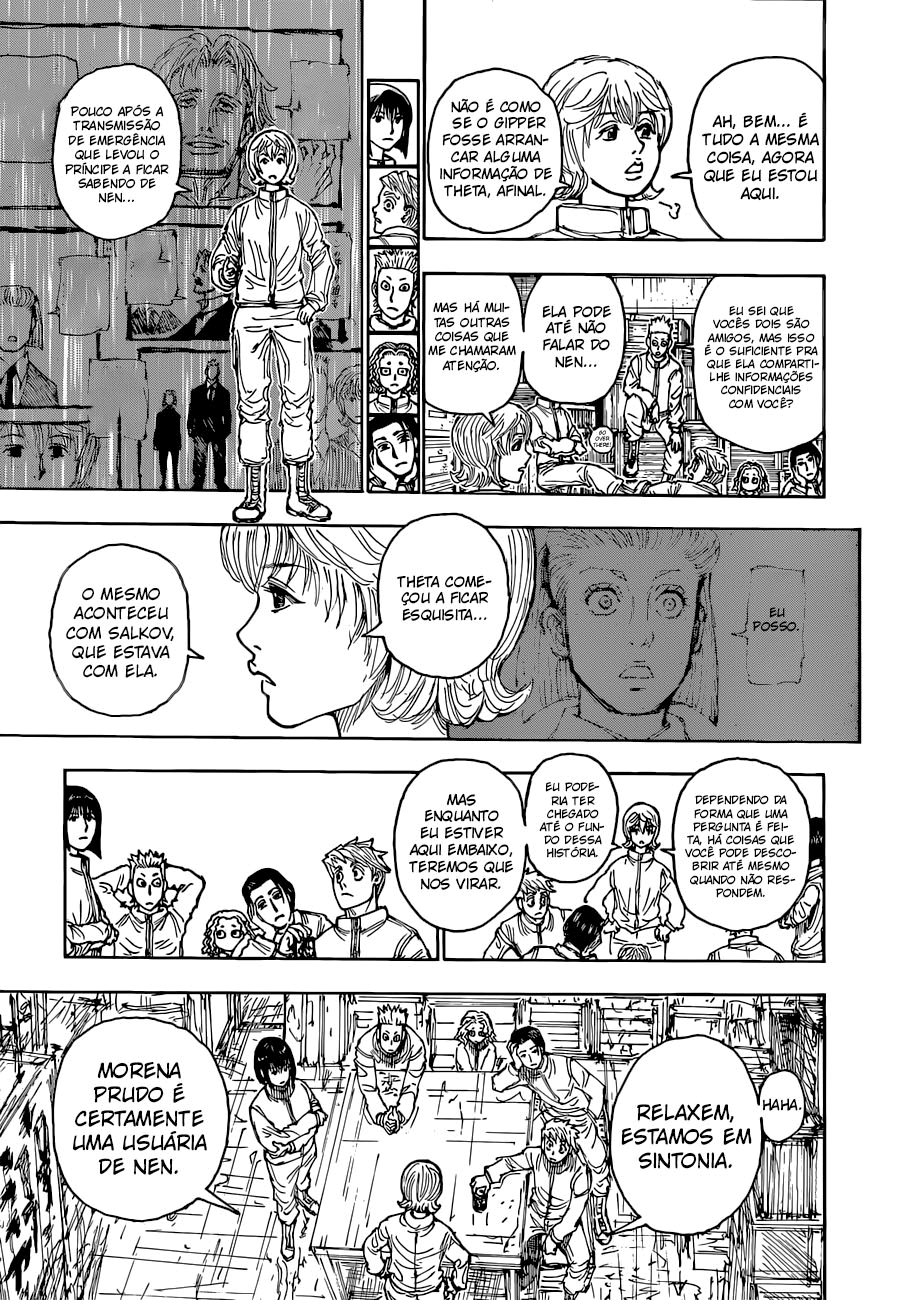 AH, BEM... É
TUDO A MESMA
COISA, AGORA
QUE EU ESTOU
AQUI.
NÃO É COMO
SE O GIPPER
FOSSE ARRAN-
CAR ALGUMA
INFORMAÇÃO
DE THETA, AFINAL.
EU SEI QUE
VOCÊS DOIS SÃO
AMIGOS, MAS ISSO
É O SUFICIENTE PRA
QUE ELA COMPARTI-
LHE INFORMAÇÕES
CONFIDENCIAIS
COM VOCÊ?
GO
OVER
THERE!
ELA PODE
ATÉ NÃO
FALAR DO
NEN...
MAS HÁ MUI-
TAS OUTRAS
COISAS QUE
ME CHAMARAM
ATENÇÃO.
POUCO APÓS A
TRANSMISSÃO
DE EMERGÊNCIA
QUE LEVOU O
PRÍNCIPE A FICAR
SABENDO DE
NEN...
EU
POSSO.
THETA COME-
ÇOU A FICAR
ESQUISITA...
O MESMO
ACONTECEU
COM SALKOV,
QUE ESTAVA
COM ELA.
DEPENDENDO DA
FORMA QUE UMA
PERGUNTA É FEI-
TA, HÁ COISAS QUE
VOCÊ PODE DESCO-
BRIR ATÉ MESMO
QUANDO NÃO RES-
PONDEM.
EU PODE-
RIA TER
CHEGADO
ATÉ O FUN-
DO DESSA
HISTÓRIA.
MAS
ENQUANTO
EU ESTIVER
AQUI EMBAIXO,
TEREMOS QUE
NOS VIRAR.
HAHA.
RELAXEM,
ESTAMOS EM
SINTONIA.
MORENA
PRUDO É
CERTAMENTE
UMA USUÁRIA
DE NEN.